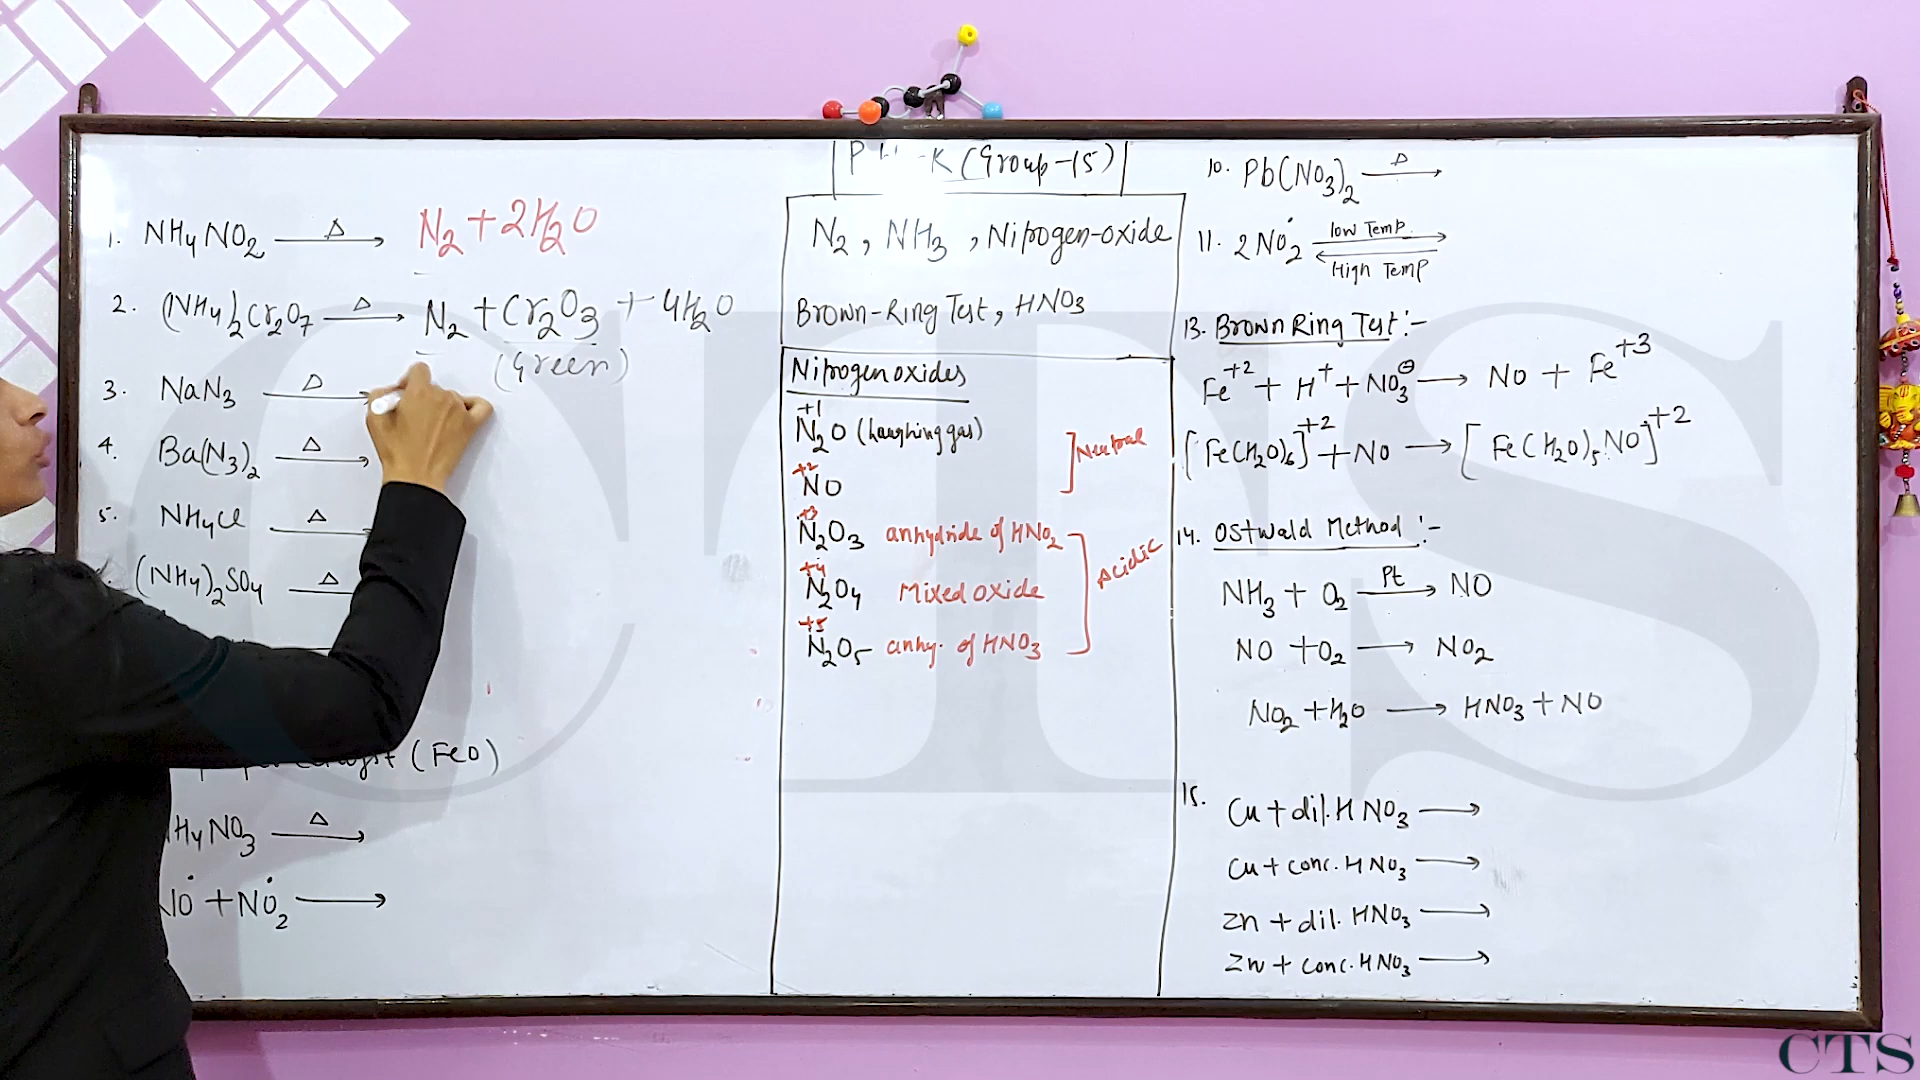 1. NH4NO2 —Δ→ N2 + 2H2O
2. (NH4)2Cr2O7 —Δ→ N2 + Cr2O3 + 4H2O
(Green)
3. NaN3 —Δ→
4. Ba(N3)2 —Δ→
5. NH4Cl —Δ→
(NH4)2SO4 —Δ→
(FeO)
NH4NO3 —Δ→
NO + NO2 →
K (Group-15)
N2, NH3, Nitrogen-oxide
Brown-Ring Test, HNO3
Nitrogen oxides
+1
N2O (Laughing gas)
+2
NO
Neutral
+3
N2O3 anhydride of HNO2
+4
N2O4 Mixed oxide
+5
N2O5 anhy. of HNO3
Acidic
10. Pb(NO3)2 —Δ→
11. 2NO2 low Temp. ⇌ High Temp
13. Brown Ring Test:-
Fe+2 + H+ + NO3⊖ → NO + Fe+3
[Fe(H2O)6]+2 + NO → [Fe(H2O)5NO]+2
14. Ostwald Method:-
NH3 + O2 —Pt→ NO
NO + O2 → NO2
NO2 + H2O → HNO3 + NO
15. Cu + dil. HNO3 →
Cu + conc. HNO3 →
Zn + dil. HNO3 →
Zn + conc. HNO3 →
CTS
CTS